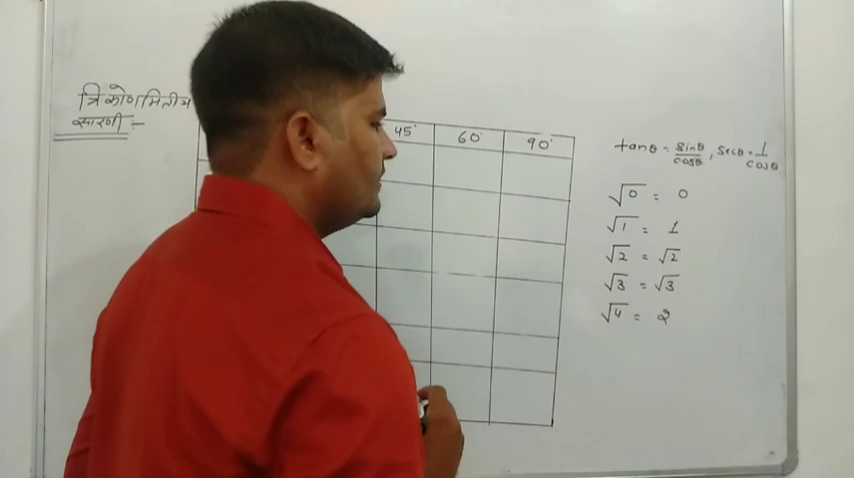 त्रिकोणमितीय
सारणी :-
45° 60° 90°
tanθ = sinθ/cosθ, secθ = 1/cosθ
√0 = 0
√1 = 1
√2 = √2
√3 = √3
√4 = 2